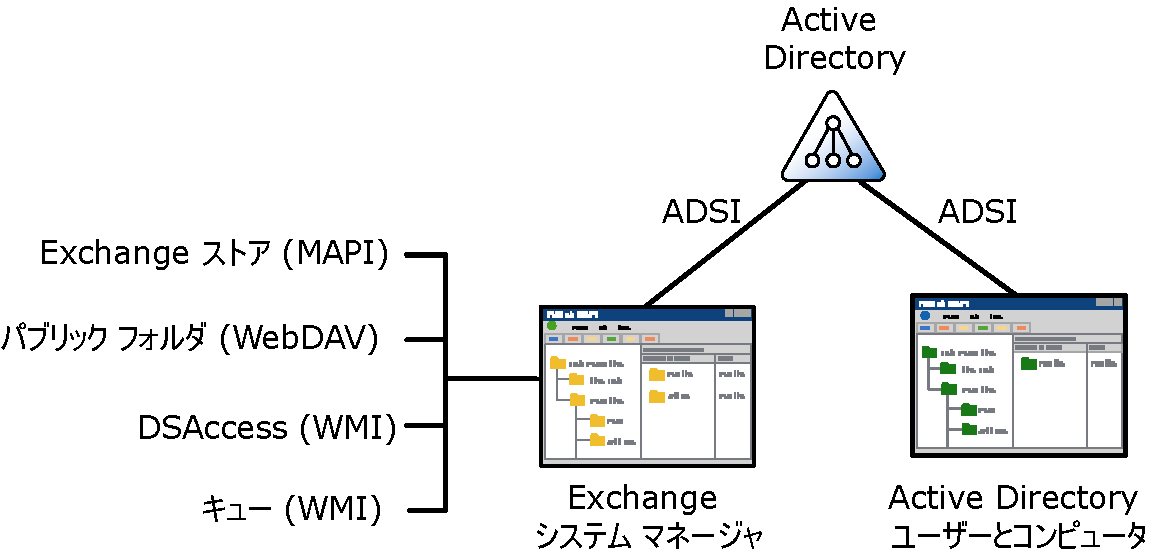 Active
Directory
ADSI
ADSI
Exchange ストア (MAPI)
パブリック フォルダ (WebDAV)
DSAccess (WMI)
キュー (WMI)
Exchange
システム マネージャ
Active Directory
ユーザーとコンピュータ